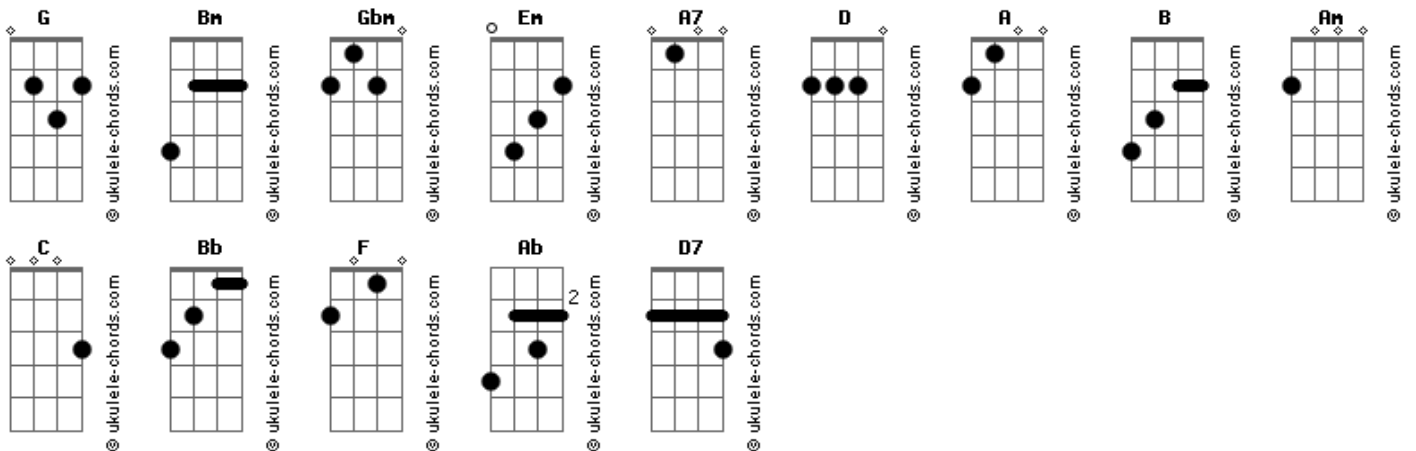 G Bm Gbm Em A7 D A B Am
© ukulele-chords.com © ukulele-chords.com © ukulele-chords.com © ukulele-chords.com © ukulele-chords.com © ukulele-chords.com © ukulele-chords.com © ukulele-chords.com © ukulele-chords.com
C Bb F Ab D7
2
© ukulele-chords.com © ukulele-chords.com © ukulele-chords.com © ukulele-chords.com © ukulele-chords.com